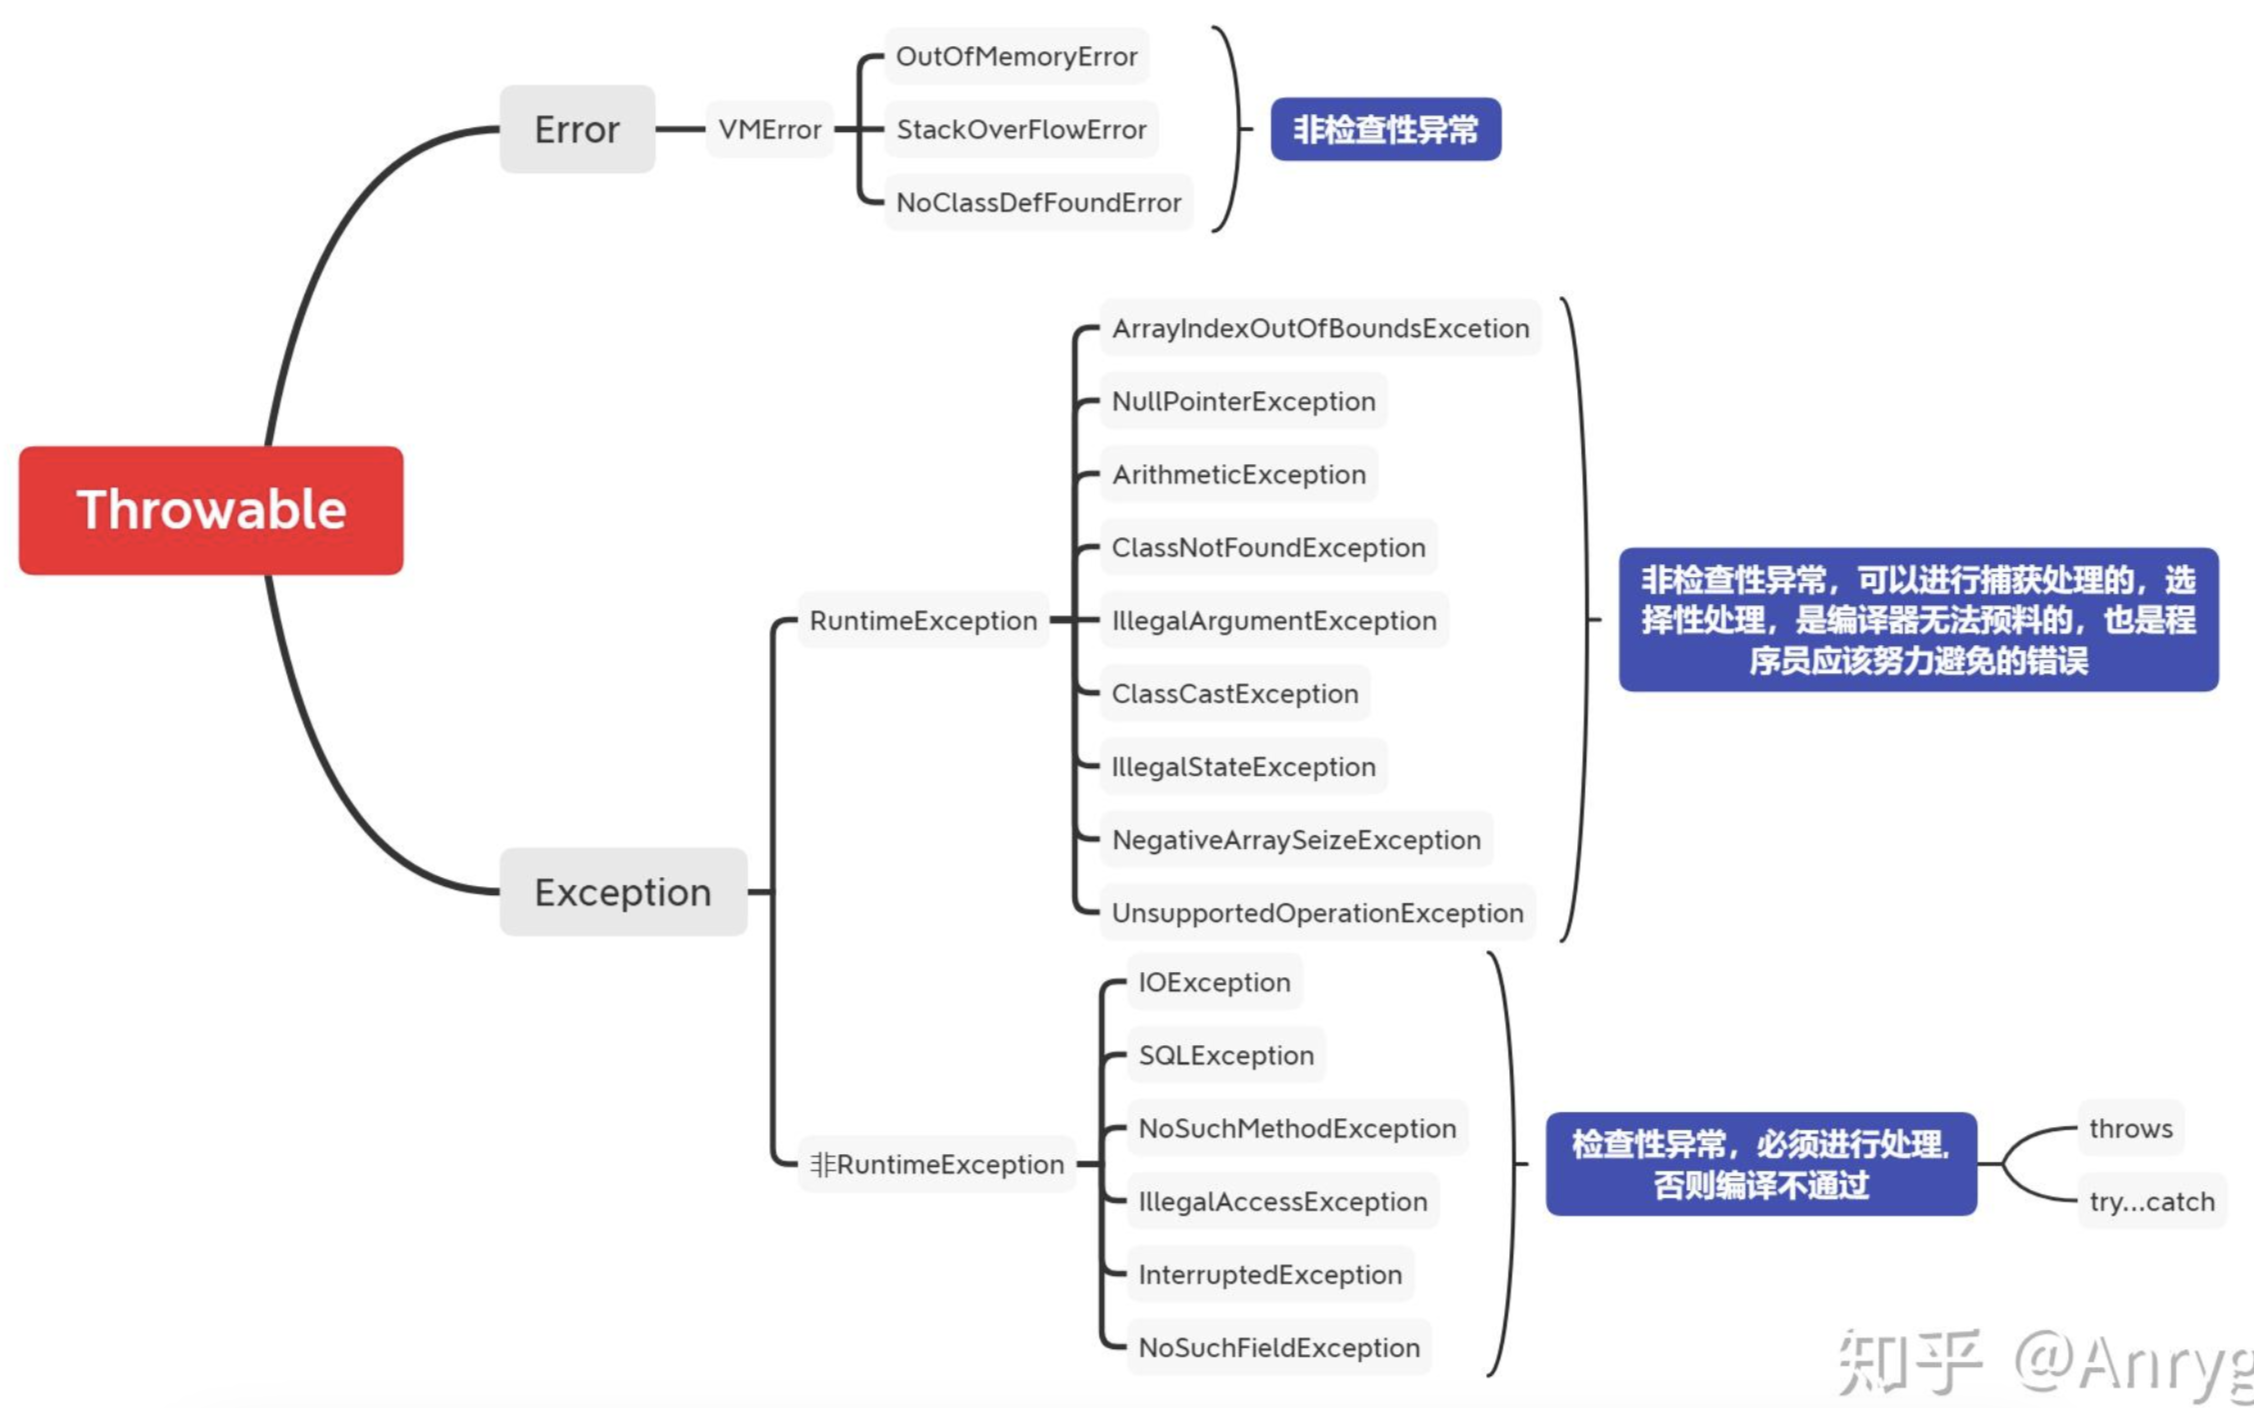 Throwable
Error
VMError
OutOfMemoryError
StackOverFlowError
NoClassDefFoundError
非检查性异常
Exception
RuntimeException
ArrayIndexOutOfBoundsExcetion
NullPointerException
ArithmeticException
ClassNotFoundException
IllegalArgumentException
ClassCastException
IllegalStateException
NegativeArraySeizeException
UnsupportedOperationException
非检查性异常，可以进行捕获处理的，选
择性处理，是编译器无法预料的，也是程
序员应该努力避免的错误
非RuntimeException
IOException
SQLException
NoSuchMethodException
IllegalAccessException
InterruptedException
NoSuchFieldException
检查性异常，必须进行处理，
否则编译不通过
throws
try...catch
知乎 @Anryg